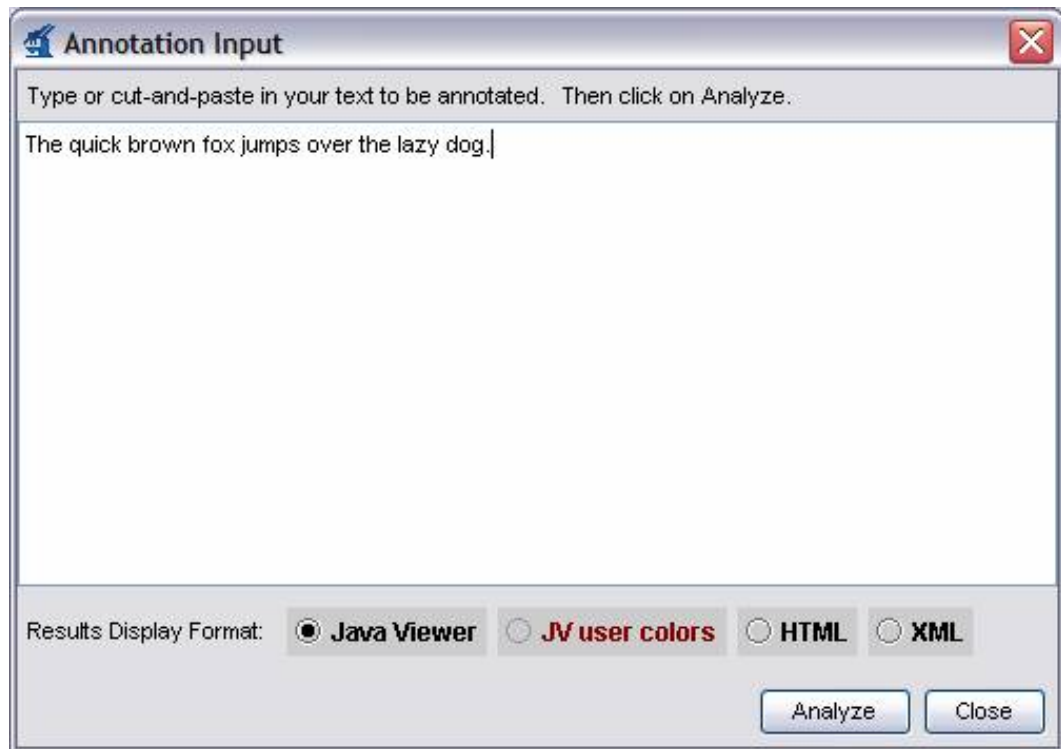 Annotation Input
Type or cut-and-paste in your text to be annotated. Then click on Analyze.
The quick brown fox jumps over the lazy dog.
Results Display Format: Java Viewer JV user colors HTML XML
Analyze Close